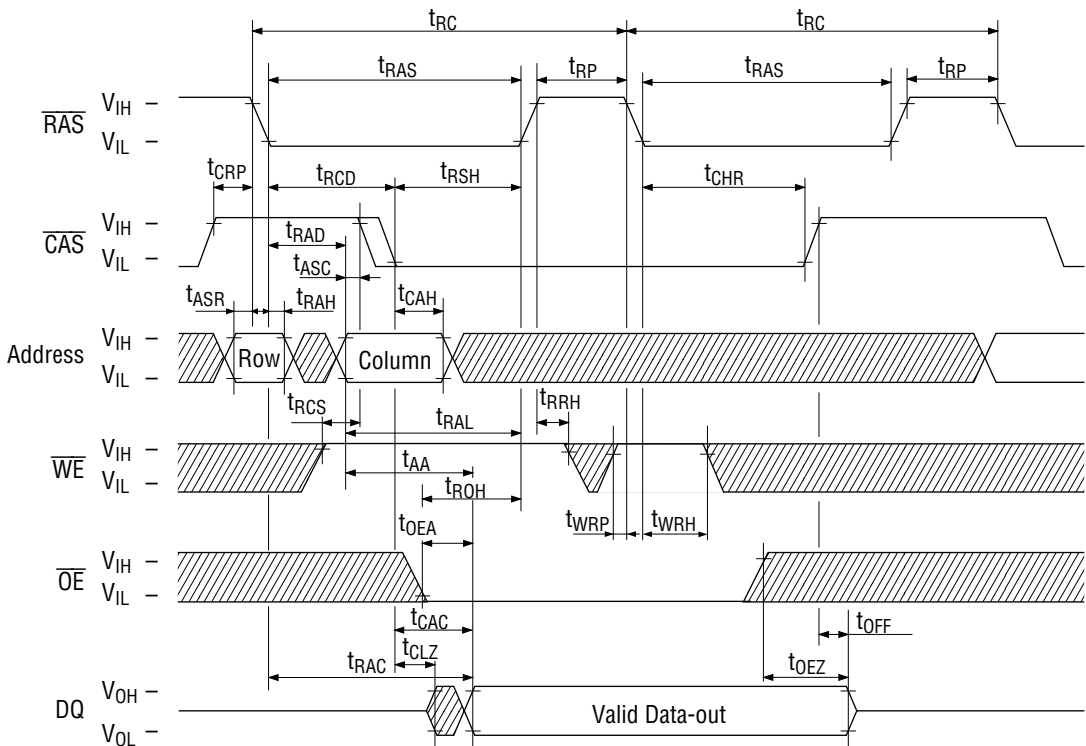 tRC tRC
tRAS tRP tRAS tRP
RAS VIH
VIL
tCRP tRCD tRSH tCHR
CAS VIH
VIL
tRAD
tASC
tASR tRAH tCAH
Address VIH
VIL
Row Column
tRCS tRAL tRRH
WE VIH
VIL
tAA
tROH
tOEA tWRP tWRH
OE VIH
VIL
tCAC
tOFF
tCLZ
tRAC
tOEZ
DQ VOH
VOL
Valid Data-out